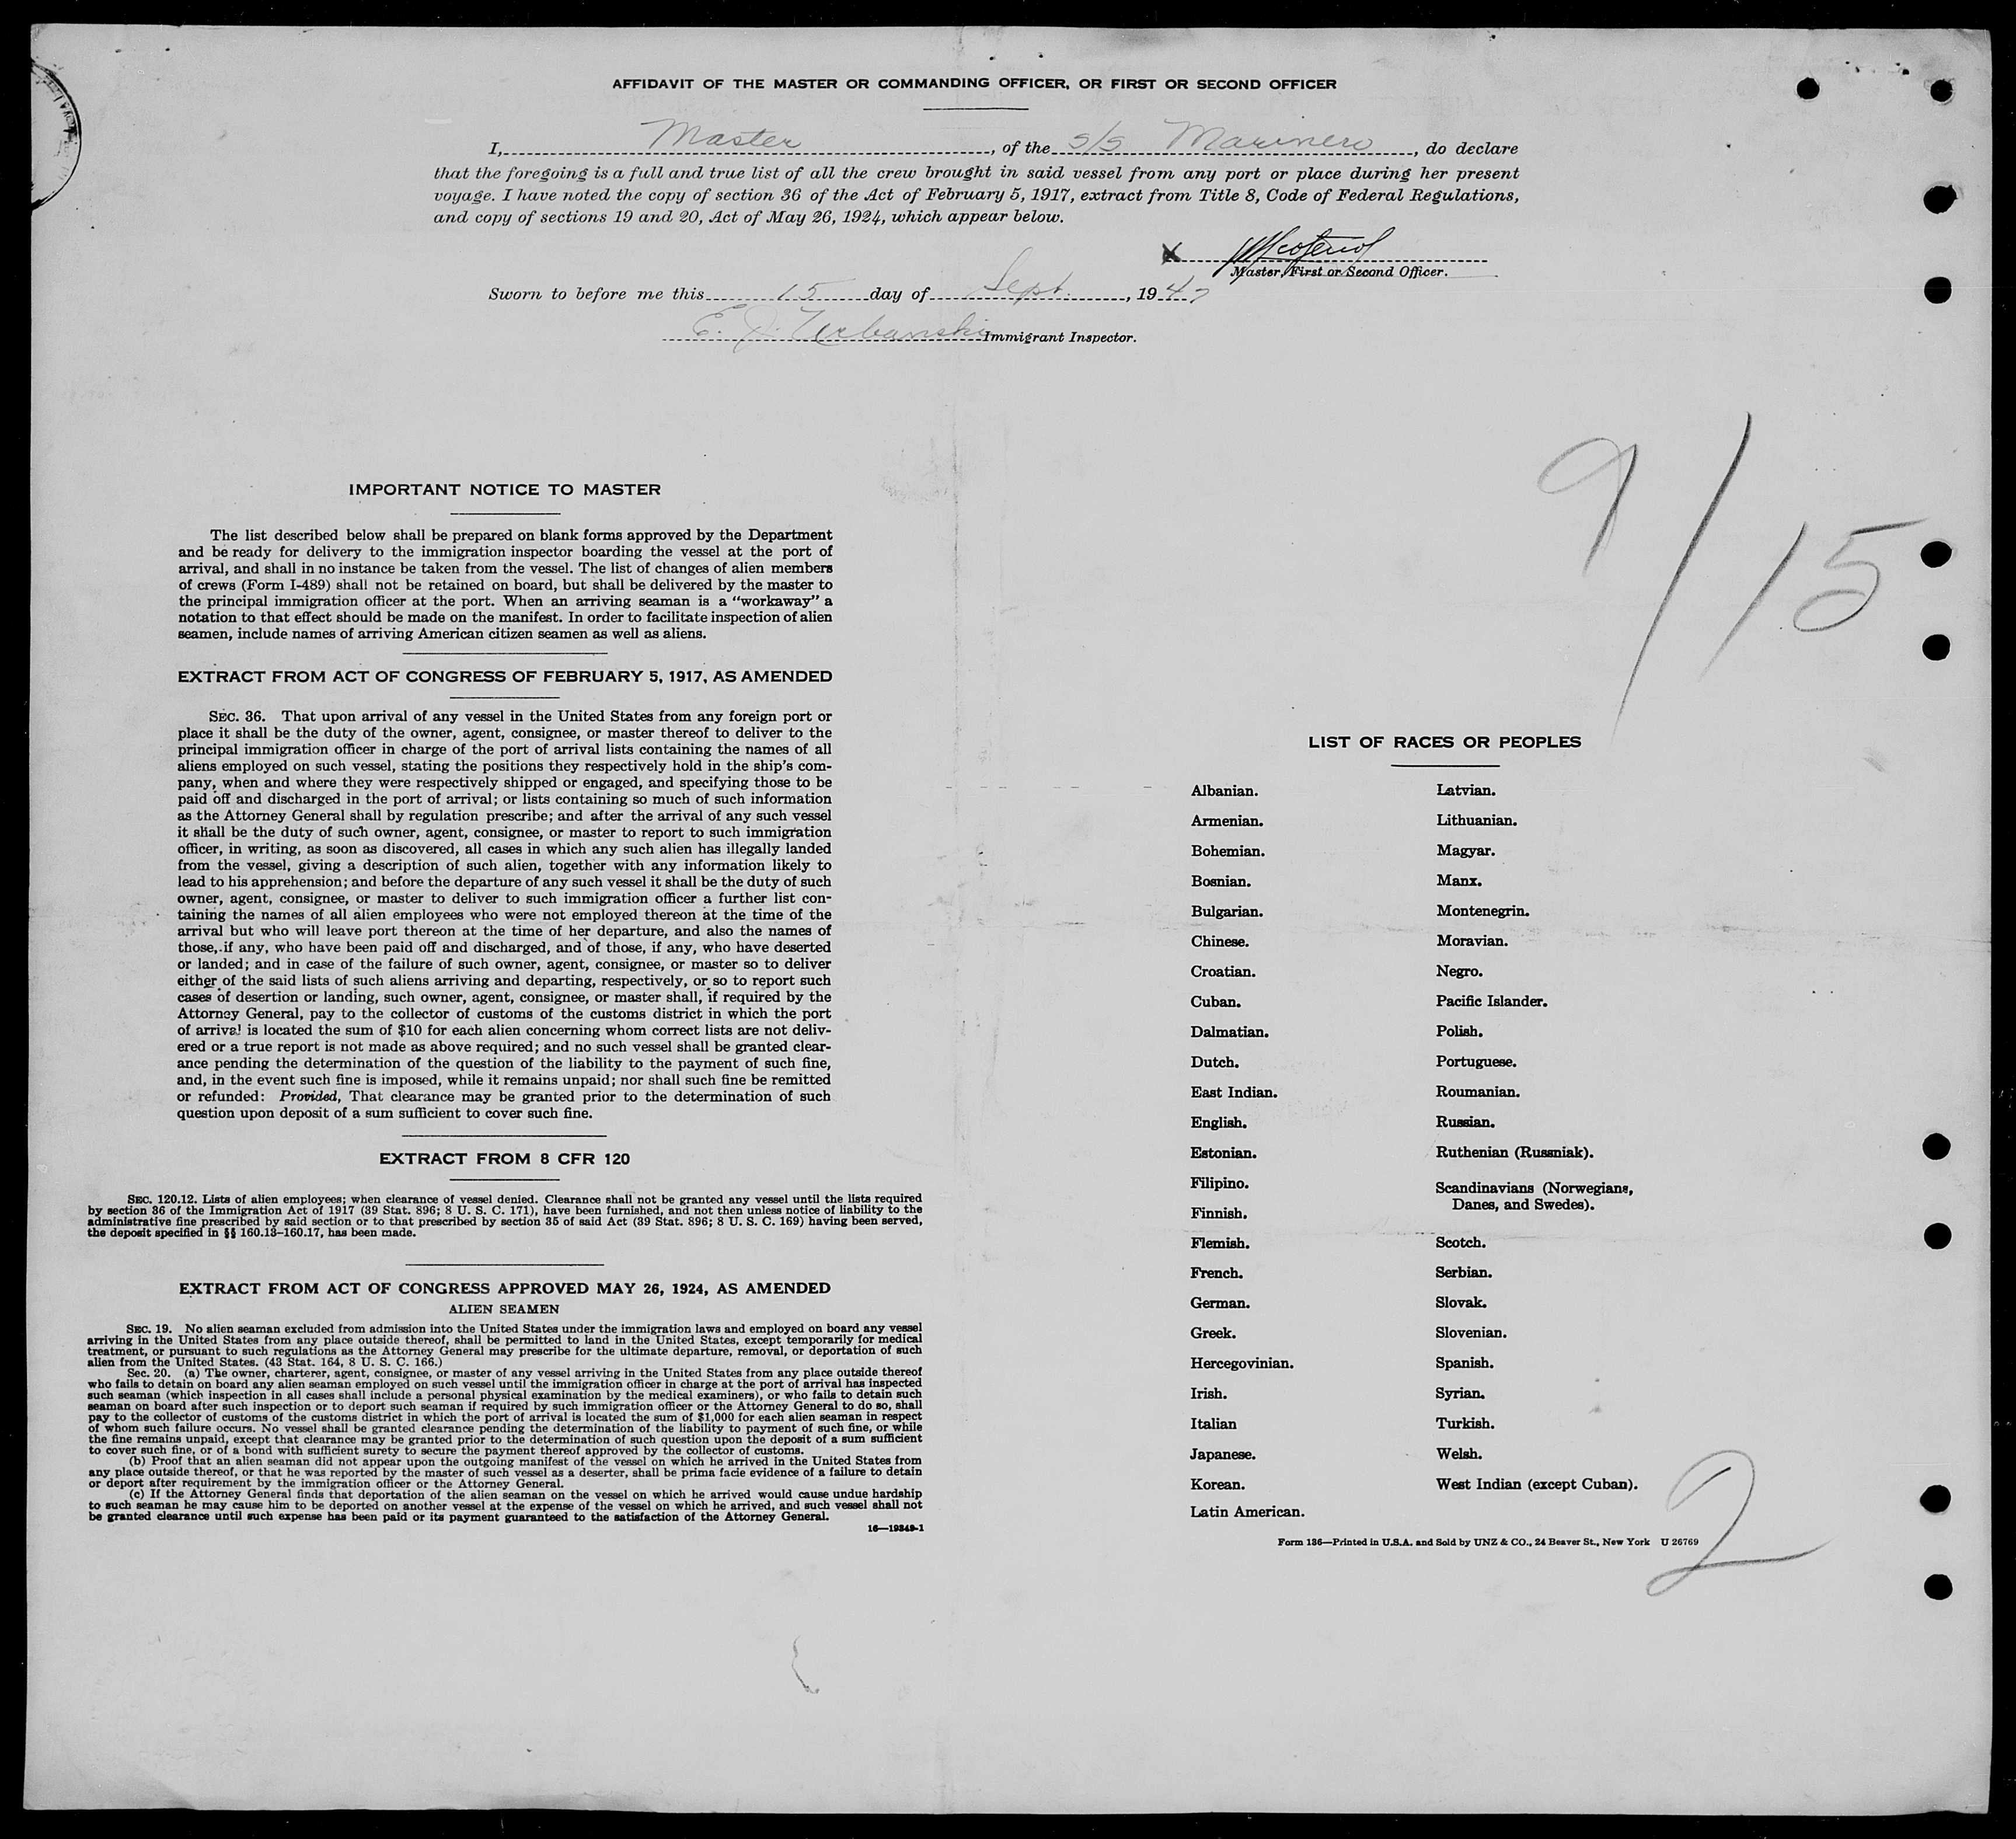 AFFIDAVIT OF THE MASTER OR COMMANDING OFFICER, OR FIRST OR SECOND OFFICER
I, Master, of the S/S Marinero, do declare
that the foregoing is a full and true list of all the crew brought in said vessel from any port or place during her present
voyage. I have noted the copy of section 36 of the Act of February 5, 1917, extract from Title 8, Code of Federal Regulations,
and copy of sections 19 and 20, Act of May 26, 1924, which appear below.
X
Master, First or Second Officer.
Sworn to before me this 15 day of Sept., 1947
E. J. Urbanski Immigrant Inspector.
9/15
IMPORTANT NOTICE TO MASTER
The list described below shall be prepared on blank forms approved by the Department
and be ready for delivery to the immigration inspector boarding the vessel at the port of
arrival, and shall in no instance be taken from the vessel. The list of changes of alien members
of crews (Form I-489) shall not be retained on board, but shall be delivered by the master to
the principal immigration officer at the port. When an arriving seaman is a "workaway" a
notation to that effect should be made on the manifest. In order to facilitate inspection of alien
seamen, include names of arriving American citizen seamen as well as aliens.
EXTRACT FROM ACT OF CONGRESS OF FEBRUARY 5, 1917, AS AMENDED
SEC. 36. That upon arrival of any vessel in the United States from any foreign port or
place it shall be the duty of the owner, agent, consignee, or master thereof to deliver to the
principal immigration officer in charge of the port of arrival lists containing the names of all
aliens employed on such vessel, stating the positions they respectively hold in the ship's com-
pany, when and where they were respectively shipped or engaged, and specifying those to be
paid off and discharged in the port of arrival; or lists containing so much of such information
as the Attorney General shall by regulation prescribe; and after the arrival of any such vessel
it shall be the duty of such owner, agent, consignee, or master to report to such immigration
officer, in writing, as soon as discovered, all cases in which any such alien has illegally landed
from the vessel, giving a description of such alien, together with any information likely to
lead to his apprehension; and before the departure of any such vessel it shall be the duty of such
owner, agent, consignee, or master to deliver to such immigration officer a further list con-
taining the names of all alien employees who were not employed thereon at the time of the
arrival but who will leave port thereon at the time of her departure, and also the names of
those, if any, who have been paid off and discharged, and of those, if any, who have deserted
or landed; and in case of the failure of such owner, agent, consignee, or master so to deliver
either of the said lists of such aliens arriving and departing, respectively, or so to report such
cases of desertion or landing, such owner, agent, consignee, or master shall, if required by the
Attorney General, pay to the collector of customs of the customs district in which the port
of arrival is located the sum of $10 for each alien concerning whom correct lists are not deliv-
ered or a true report is not made as above required; and no such vessel shall be granted clear-
ance pending the determination of the question of the liability to the payment of such fine,
and, in the event such fine is imposed, while it remains unpaid; nor shall such fine be remitted
or refunded: Provided, That clearance may be granted prior to the determination of such
question upon deposit of a sum sufficient to cover such fine.
EXTRACT FROM 8 CFR 120
SEC. 120.12. Lists of alien employees; when clearance of vessel denied. Clearance shall not be granted any vessel until the lists required
by section 36 of the Immigration Act of 1917 (39 Stat. 896; 8 U. S. C. 171), have been furnished, and not then unless notice of liability to the
administrative fine prescribed by said section or to that prescribed by section 35 of said Act (39 Stat. 896; 8 U. S. C. 169) having been served,
the deposit specified in §§ 160.13-160.17, has been made.
EXTRACT FROM ACT OF CONGRESS APPROVED MAY 26, 1924, AS AMENDED
ALIEN SEAMEN
SEC. 19. No alien seaman excluded from admission into the United States under the immigration laws and employed on board any vessel
arriving in the United States from any place outside thereof, shall be permitted to land in the United States, except temporarily for medical
treatment, or pursuant to such regulations as the Attorney General may prescribe for the ultimate departure, removal, or deportation of such
alien from the United States. (43 Stat. 164, 8 U. S. C. 166.)
Sec. 20. (a) The owner, charterer, agent, consignee, or master of any vessel arriving in the United States from any place outside thereof
who fails to detain on board any alien seaman employed on such vessel until the immigration officer in charge at the port of arrival has inspected
such seaman (which inspection in all cases shall include a personal physical examination by the medical examiners), or who fails to detain such
seaman on board after such inspection or to deport such seaman if required by such immigration officer or the Attorney General to do so, shall
pay to the collector of customs of the customs district in which the port of arrival is located the sum of $1,000 for each alien seaman in respect
of whom such failure occurs. No vessel shall be granted clearance pending the determination of the liability to payment of such fine, or while
the fine remains unpaid, except that clearance may be granted prior to the determination of such question upon the deposit of a sum sufficient
to cover such fine, or of a bond with sufficient surety to secure the payment thereof approved by the collector of customs.
(b) Proof that an alien seaman did not appear upon the outgoing manifest of the vessel on which he arrived in the United States from
any place outside thereof, or that he was reported by the master of such vessel as a deserter, shall be prima facie evidence of a failure to detain
or deport after requirement by the immigration officer or the Attorney General.
(c) If the Attorney General finds that deportation of the alien seaman on the vessel on which he arrived would cause undue hardship
to such seaman he may cause him to be deported on another vessel at the expense of the vessel on which he arrived, and such vessel shall not
be granted clearance until such expense has been paid or its payment guaranteed to the satisfaction of the Attorney General.
16—19849-1
LIST OF RACES OR PEOPLES
Albanian.
Armenian.
Bohemian.
Bosnian.
Bulgarian.
Chinese.
Croatian.
Cuban.
Dalmatian.
Dutch.
East Indian.
English.
Estonian.
Filipino.
Finnish.
Flemish.
French.
German.
Greek.
Hercegovinian.
Irish.
Italian
Japanese.
Korean.
Latin American.
Latvian.
Lithuanian.
Magyar.
Manx.
Montenegrin.
Moravian.
Negro.
Pacific Islander.
Polish.
Portuguese.
Roumanian.
Russian.
Ruthenian (Russniak).
Scandinavians (Norwegians,
Danes, and Swedes).
Scotch.
Serbian.
Slovak.
Slovenian.
Spanish.
Syrian.
Turkish.
Welsh.
West Indian (except Cuban).
2
Form 136—Printed in U.S.A. and Sold by UNZ & CO., 24 Beaver St., New York U 26769